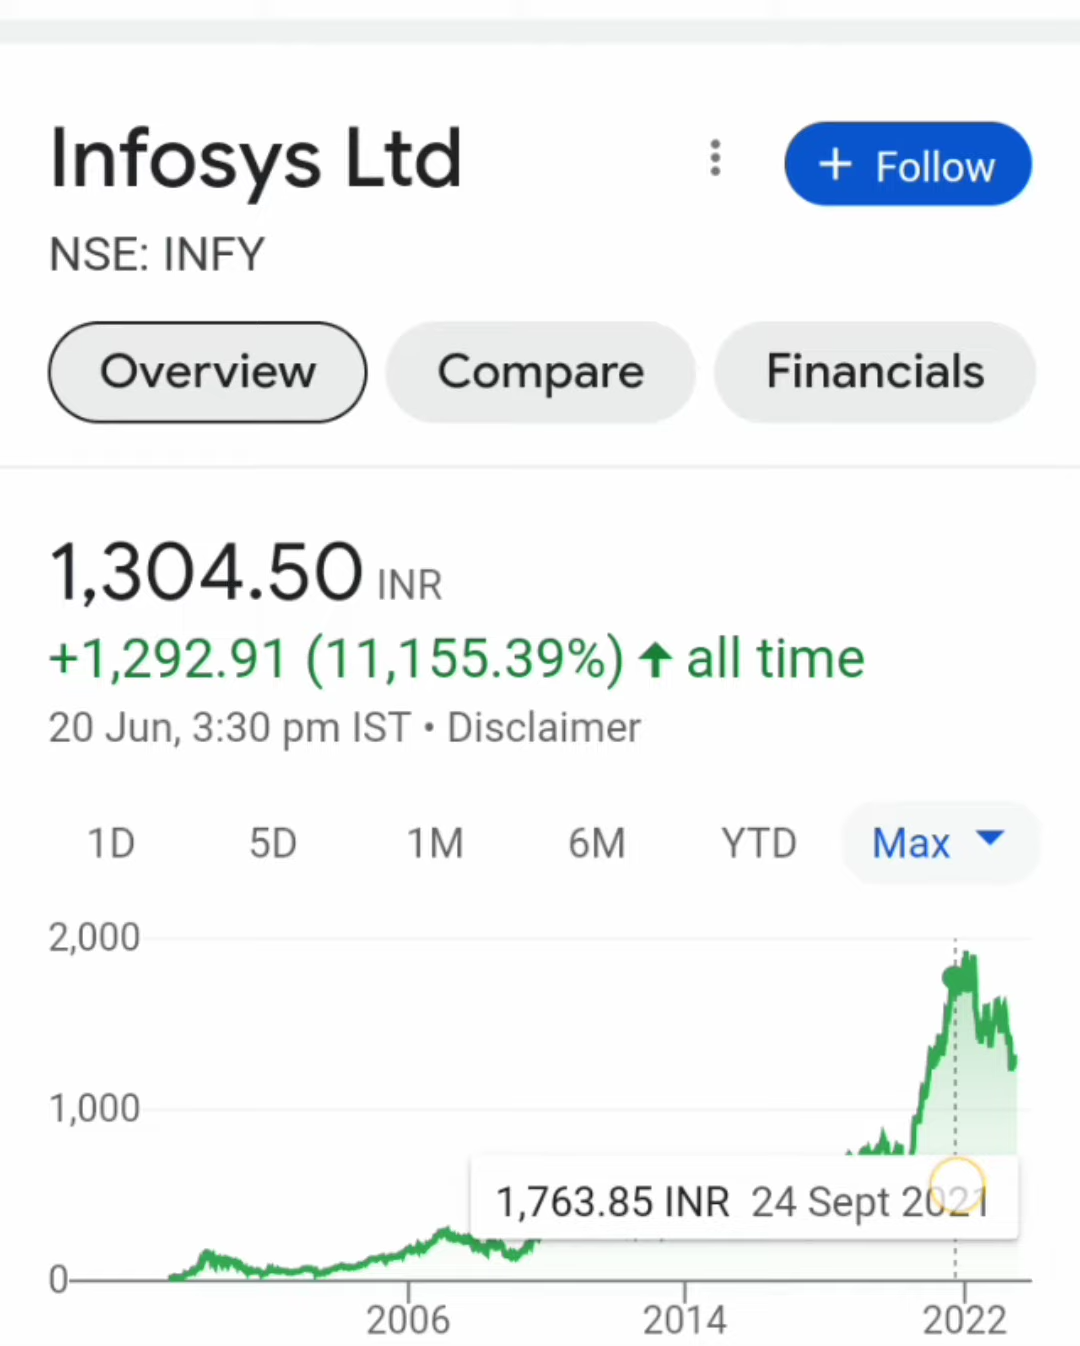 Infosys Ltd
+ Follow
NSE: INFY
Overview Compare Financials
1,304.50 INR
+1,292.91 (11,155.39%) ↑ all time
20 Jun, 3:30 pm IST • Disclaimer
1D 5D 1M 6M YTD Max
2,000
1,000
1,763.85 INR 24 Sept 2021
0
2006 2014 2022